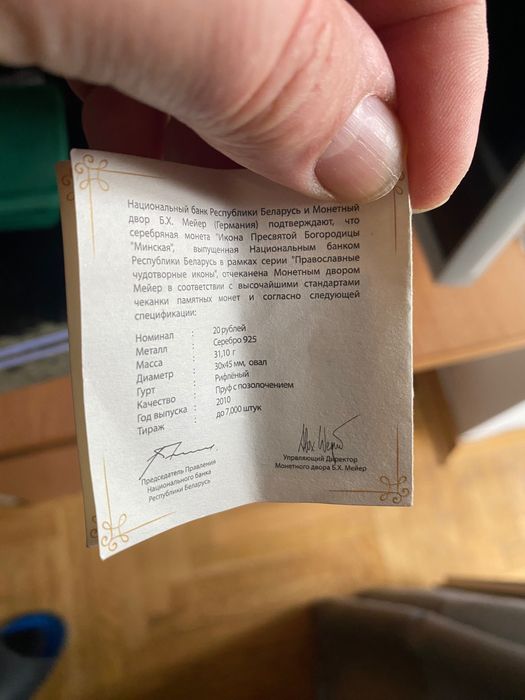 Национальный банк Республики Беларусь и Монетный
двор Б.Х. Мейер (Германия) подтверждают, что
серебряная монета "Икона Пресвятой Богородицы
"Минская", выпущенная Национальным банком
Республики Беларусь в рамках серии "Православные
чудотворные иконы", отчеканена Монетным двором
Мейер в соответствии с высочайшими стандартами
чеканки памятных монет и согласно следующей
спецификации:
Номинал : 20 рублей
Металл : Серебро 925
Масса : 31,10 г
Диаметр : 30x45 мм, овал
Гурт : Рифлёный
Качество : Пруф с позолочением
Год выпуска : 2010
Тираж : до 7,000 штук
Председатель Правления
Национального банка
Республики Беларусь
Упрвляющий Директор
Монетного двора Б.Х. Мейер